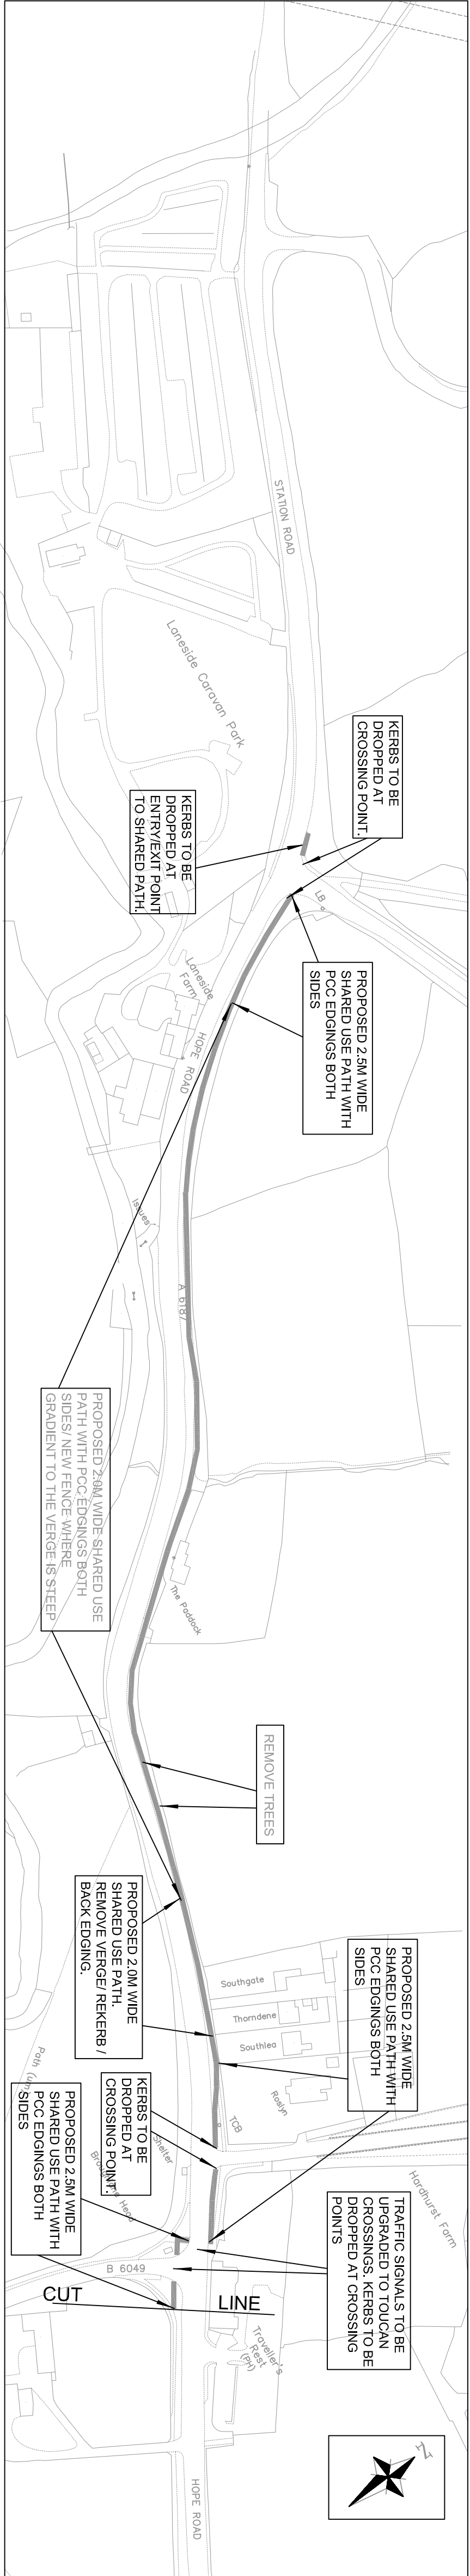 STATION ROAD
Laneside Caravan Park
KERBS TO BE
DROPPED AT
CROSSING POINT.
KERBS TO BE
DROPPED AT
ENTRY/EXIT POINT
TO SHARED PATH.
LB
PROPOSED 2.5M WIDE
SHARED USE PATH WITH
PCC EDGINGS BOTH
SIDES
Laneside
Farm
HOPE ROAD
Issues
A 6187
PROPOSED 2.0M WIDE SHARED USE
PATH WITH PCC EDGINGS BOTH
SIDES/ NEW FENCE WHERE
GRADIENT TO THE VERGE IS STEEP
The Paddock
REMOVE TREES
PROPOSED 2.0M WIDE
SHARED USE PATH.
REMOVE VERGE/ REKERB /
BACK EDGING.
Southgate
Thorndene
Southlea
Roslyn
PROPOSED 2.5M WIDE
SHARED USE PATH WITH
PCC EDGINGS BOTH
SIDES
TCB
Path (um)
KERBS TO BE
DROPPED AT
CROSSING POINT.
Shelter
PROPOSED 2.5M WIDE
SHARED USE PATH WITH
PCC EDGINGS BOTH
SIDES
Head
TRAFFIC SIGNALS TO BE
UPGRADED TO TOUCAN
CROSSINGS. KERBS TO BE
DROPPED AT CROSSING
POINTS
Hardhurst Farm
B 6049
CUT LINE
Traveller's
Rest
(PH)
HOPE ROAD
N